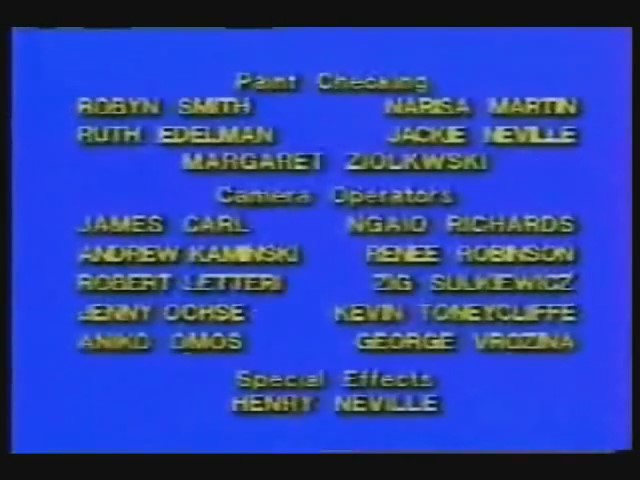 Paint Checking
ROBYN SMITH NARISA MARTIN
RUTH EDELMAN JACKIE NEVILLE
MARGARET ZIOLKWSKI
Camera Operators
JAMES CARL NGAIO RICHARDS
ANDREW KAMINSKI RENEE ROBINSON
ROBERT LETTERI ZIG SULKIEWICZ
JENNY OCHSE KEVIN TONEYCLIFFE
ANIKO OMOS GEORGE VROZINA
Special Effects
HENRY NEVILLE